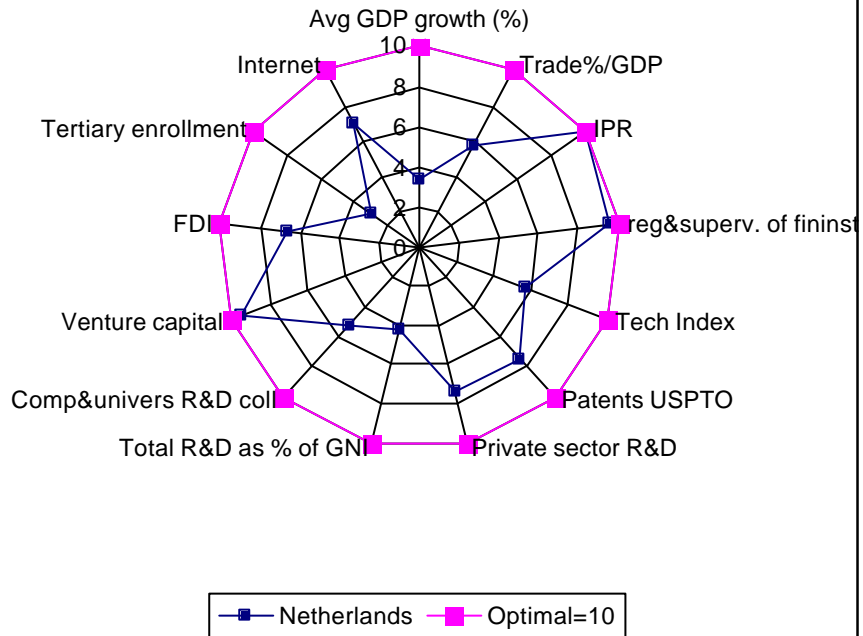 Avg GDP growth (%)
10
Internet
Trade%/GDP
8
Tertiary enrollment
6
IPR
4
2
FDI
reg&superv. of fininst
0
Venture capital
Tech Index
Comp&univers R&D coll
Patents USPTO
Total R&D as % of GNI
Private sector R&D
Netherlands
Optimal=10